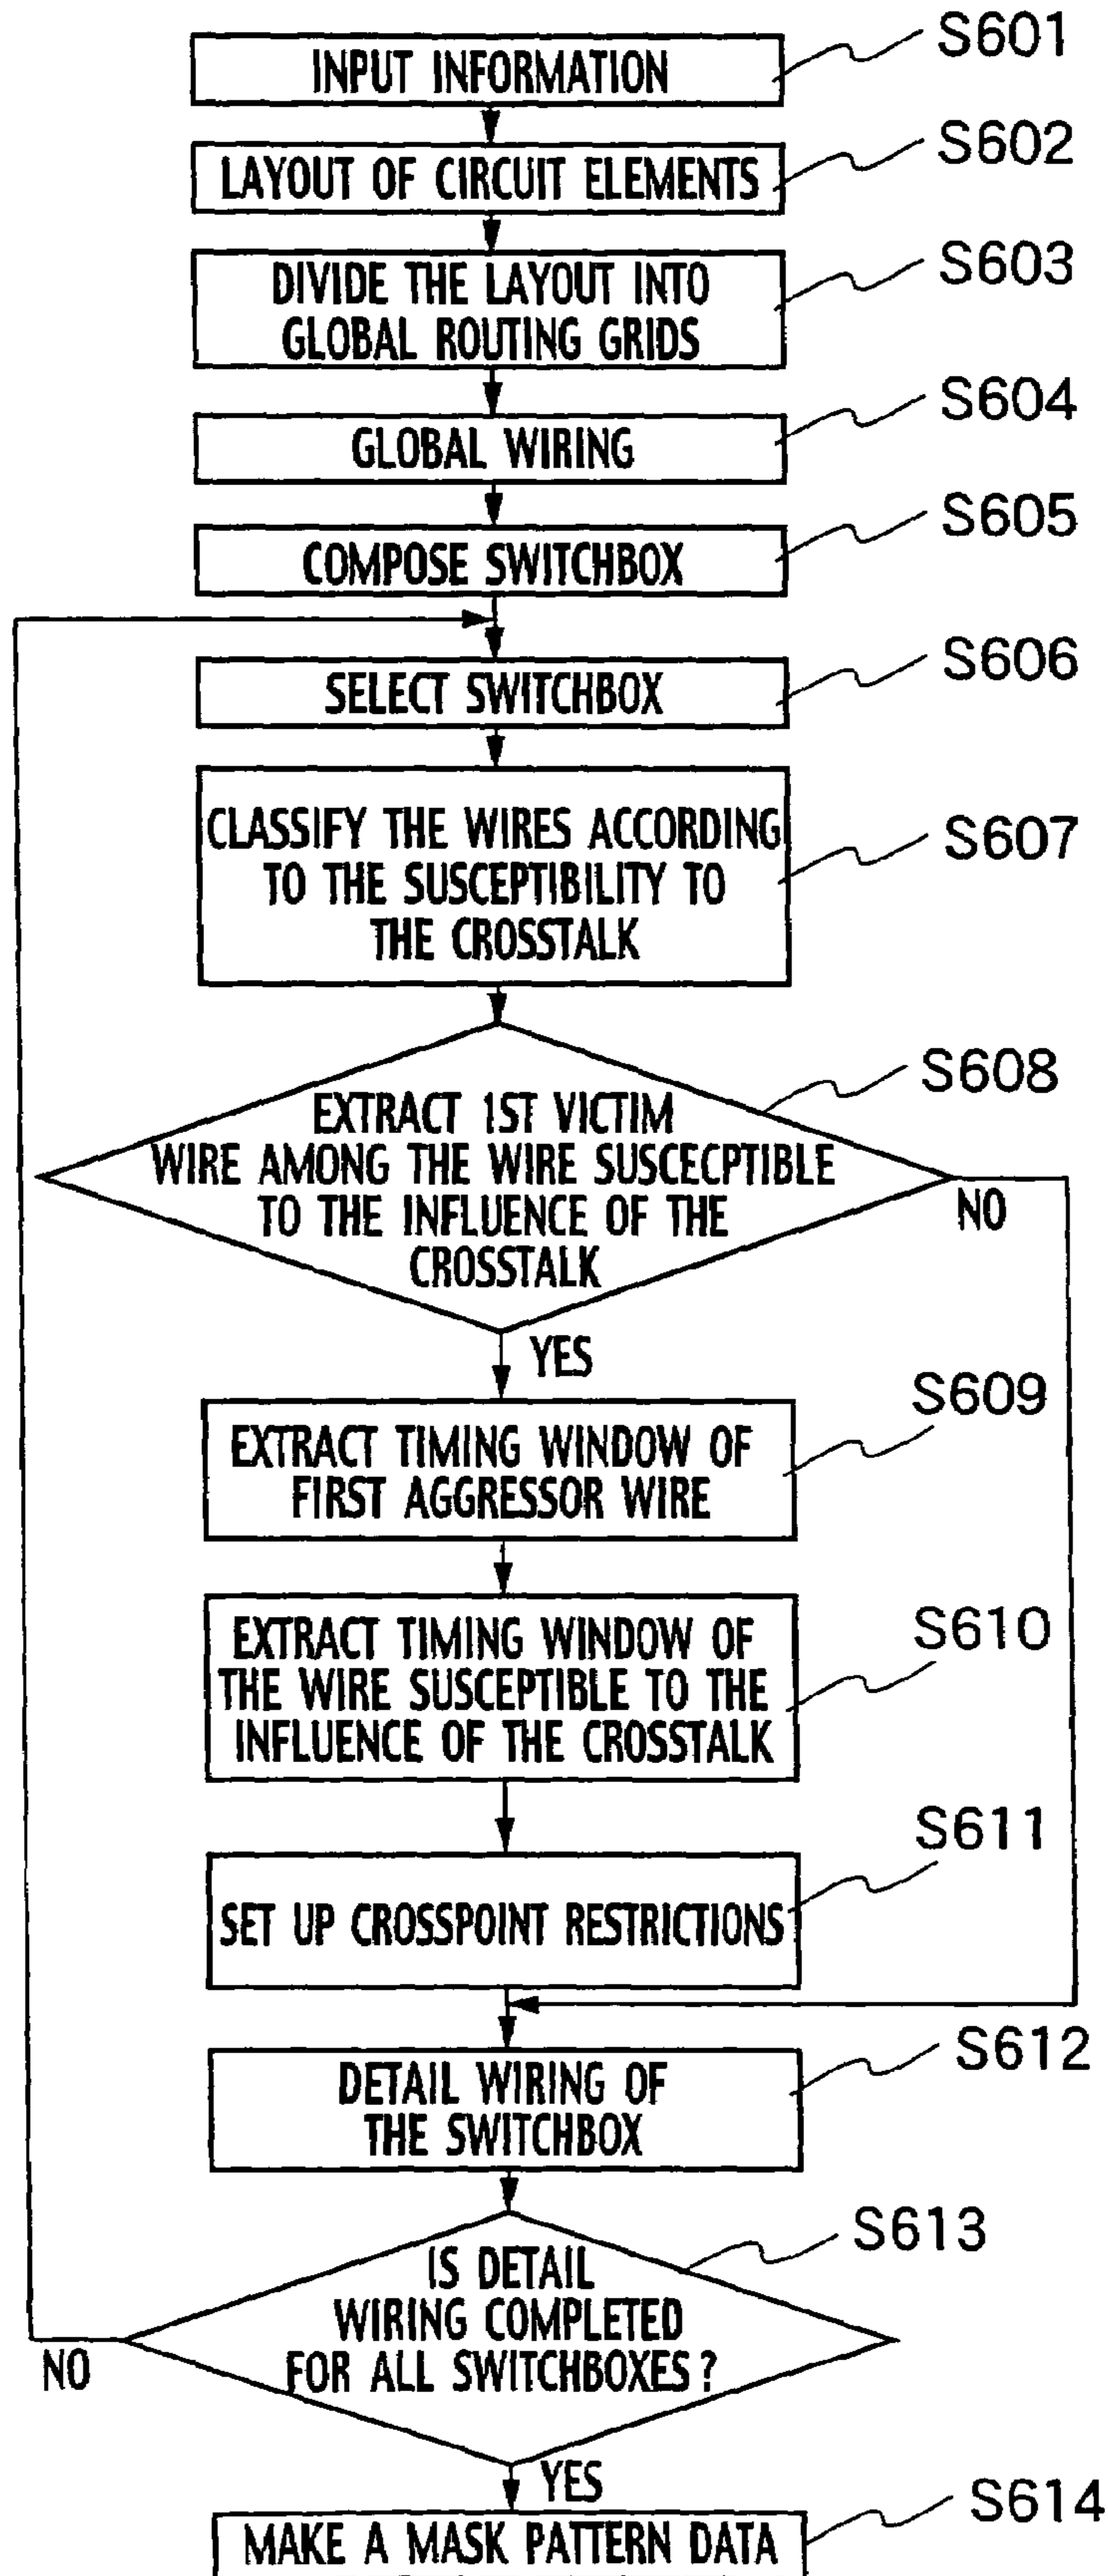 S601
INPUT INFORMATION
S602
LAYOUT OF CIRCUIT ELEMENTS
S603
DIVIDE THE LAYOUT INTO
GLOBAL ROUTING GRIDS
S604
GLOBAL WIRING
S605
COMPOSE SWITCHBOX
S606
SELECT SWITCHBOX
S607
CLASSIFY THE WIRES ACCORDING
TO THE SUSCEPTIBILITY TO
THE CROSSTALK
S608
EXTRACT 1ST VICTIM
WIRE AMONG THE WIRE SUSCECPTIBLE
TO THE INFLUENCE OF THE
CROSSTALK
NO
YES
S609
EXTRACT TIMING WINDOW OF
FIRST AGGRESSOR WIRE
S610
EXTRACT TIMING WINDOW OF
THE WIRE SUSCEPTIBLE TO THE
INFLUENCE OF THE CROSSTALK
S611
SET UP CROSSPOINT RESTRICTIONS
S612
DETAIL WIRING OF
THE SWITCHBOX
S613
IS DETAIL
WIRING COMPLETED
FOR ALL SWITCHBOXES?
NO
YES
S614
MAKE A MASK PATTERN DATA